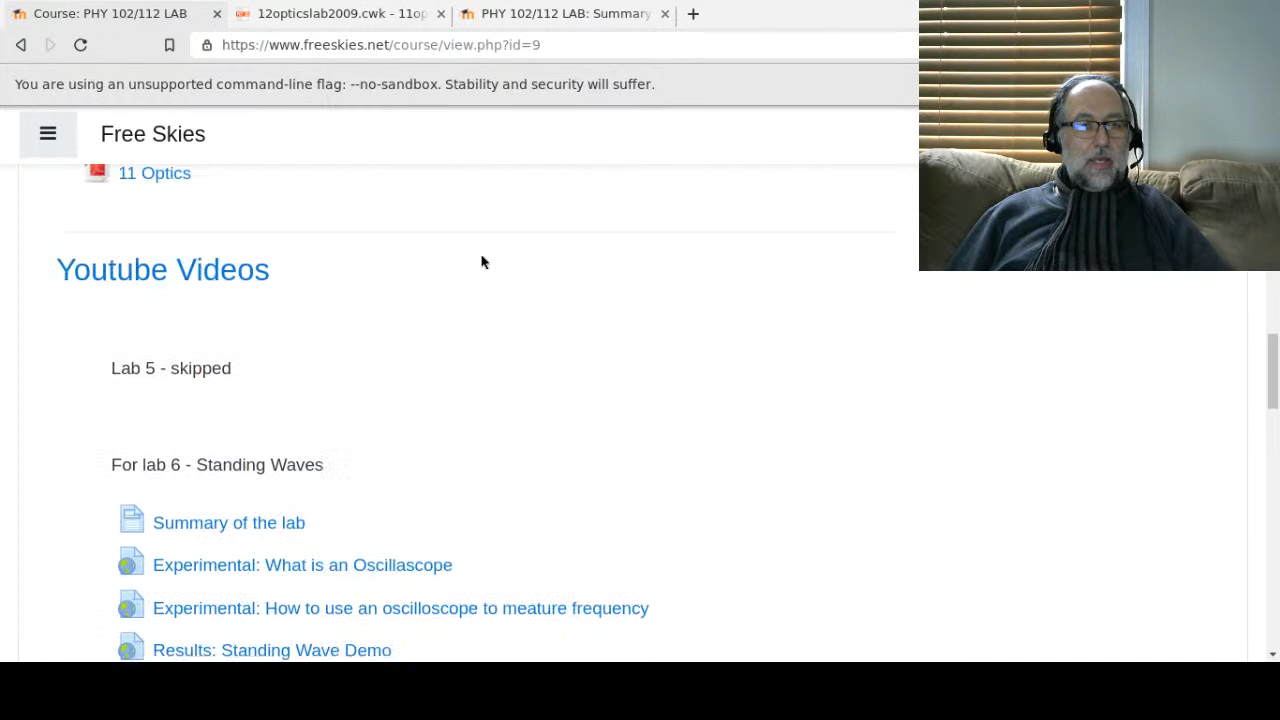 Course: PHY 102/112 LAB
12opticslab2009.cwk - 11op
PHY 102/112 LAB: Summary
https://www.freeskies.net/course/view.php?id=9
You are using an unsupported command-line flag: --no-sandbox. Stability and security will suffer.
Free Skies
11 Optics
Youtube Videos
Lab 5 - skipped
For lab 6 - Standing Waves
Summary of the lab
Experimental: What is an Oscillascope
Experimental: How to use an oscilloscope to meature frequency
Results: Standing Wave Demo